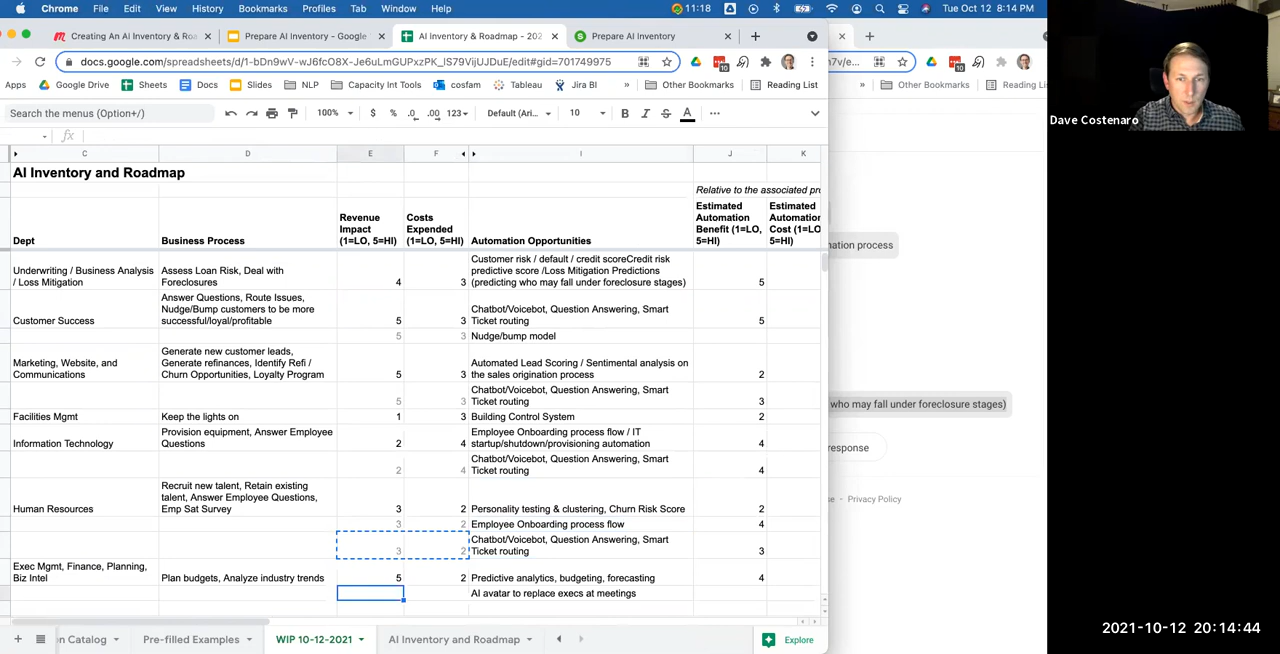 Chrome File Edit View History Bookmarks Profiles Tab Window Help 11:18 Tue Oct 12 8:14 PM
Creating An AI Inventory & Roa Prepare AI Inventory - Google AI Inventory & Roadmap - 202 Prepare AI Inventory
docs.google.com/spreadsheets/d/1-bDn9wV-wJ6fcO8X-Je6uLmGUPxzPK_lS79VijUJDuE/edit#gid=701749975
Apps Google Drive Sheets Docs Slides NLP Capacity Int Tools cosfam Tableau Jira BI » Other Bookmarks Reading List » Other Bookmarks
Search the menus (Option+/) 100% $ % .0 .00 123 Default (Ari... 10 B I S A
fx
C D E F I J K
AI Inventory and Roadmap
Relative to the associated pro
Dept
Business Process
Revenue
Impact
(1=LO, 5=HI)
Costs
Expended
(1=LO, 5=HI)
Automation Opportunities
Estimated
Automation
Benefit (1=LO,
5=HI)
Estimated
Automation
Cost (1=LO
5=HI)
Underwriting / Business Analysis
/ Loss Mitigation
Assess Loan Risk, Deal with
Foreclosures
4 3
Customer risk / default / credit scoreCredit risk
predictive score /Loss Mitigation Predictions
(predicting who may fall under foreclosure stages)
5
Customer Success
Answer Questions, Route Issues,
Nudge/Bump customers to be more
successful/loyal/profitable
5 3
Chatbot/Voicebot, Question Answering, Smart
Ticket routing
5
5 3 Nudge/bump model
Marketing, Website, and
Communications
Generate new customer leads,
Generate refinances, Identify Refi /
Churn Opportunities, Loyalty Program
5 3
Automated Lead Scoring / Sentimental analysis on
the sales origination process
2
5 3
Chatbot/Voicebot, Question Answering, Smart
Ticket routing
3
Facilities Mgmt Keep the lights on 1 3 Building Control System 2
Information Technology
Provision equipment, Answer Employee
Questions
2 4
Employee Onboarding process flow / IT
startup/shutdown/provisioning automation
4
2 4
Chatbot/Voicebot, Question Answering, Smart
Ticket routing
4
Human Resources
Recruit new talent, Retain existing
talent, Answer Employee Questions,
Emp Sat Survey
3 2 Personality testing & clustering, Churn Risk Score 2
3 2 Employee Onboarding process flow 4
3 2
Chatbot/Voicebot, Question Answering, Smart
Ticket routing
3
Exec Mgmt, Finance, Planning,
Biz Intel
Plan budgets, Analyze industry trends 5 2 Predictive analytics, budgeting, forecasting 4
AI avatar to replace execs at meetings
n Catalog Pre-filled Examples WIP 10-12-2021 AI Inventory and Roadmap Explore
nation process
who may fall under foreclosure stages)
response
Privacy Policy
Dave Costenaro
2021-10-12 20:14:44